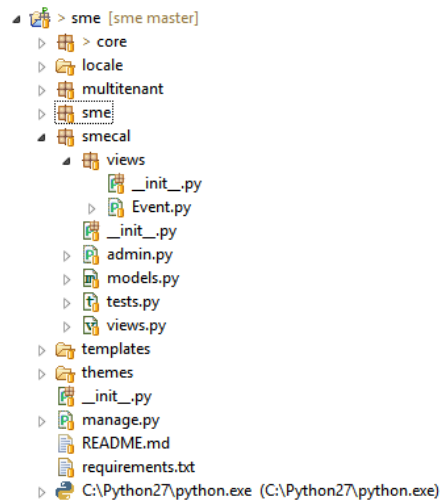 > sme [sme master]
> core
locale
multitenant
sme
smecal
views
__init__.py
Event.py
__init__.py
admin.py
models.py
tests.py
views.py
templates
themes
__init__.py
manage.py
README.md
requirements.txt
C:\Python27\python.exe (C:\Python27\python.exe)